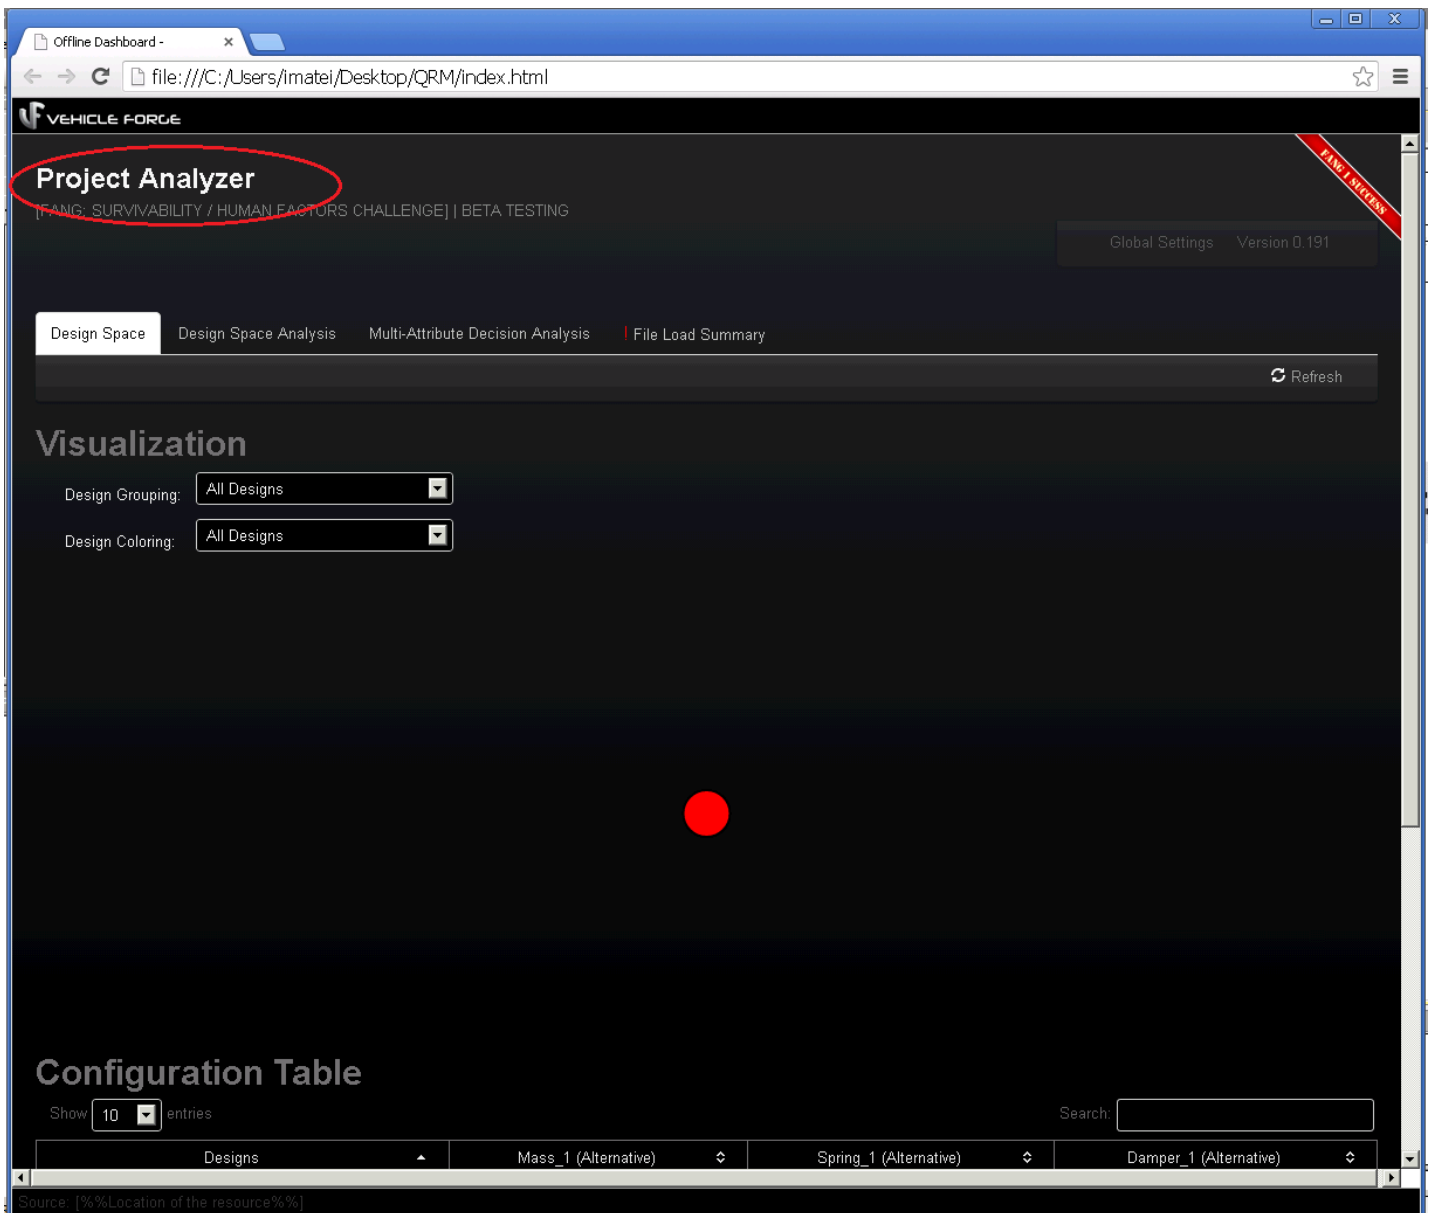 Offline Dashboard -
file:///C:/Users/imatei/Desktop/QRM/index.html
VF VEHICLE FORGE
FANG 1 SUCCESS
Project Analyzer
[FANG: SURVIVABILITY / HUMAN FACTORS CHALLENGE] | BETA TESTING
Global Settings Version 0.191
Design Space Design Space Analysis Multi-Attribute Decision Analysis ! File Load Summary
Refresh
Visualization
Design Grouping: All Designs
Design Coloring: All Designs
Configuration Table
Show 10 entries Search:
Designs Mass_1 (Alternative) Spring_1 (Alternative) Damper_1 (Alternative)
Source: [%%Location of the resource%%]